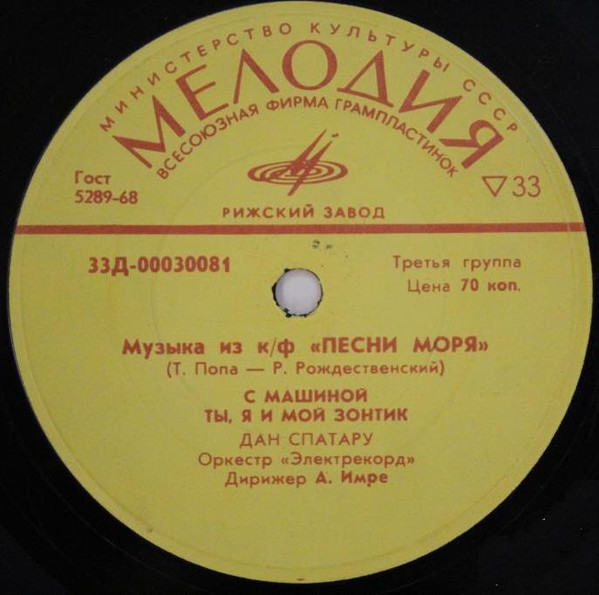 МИНИСТЕРСТВО КУЛЬТУРЫ СССР
МЕЛОДИЯ
ВСЕСОЮЗНАЯ ФИРМА ГРАМПЛАСТИНОК
Гост
5289-68
▽33
РИЖСКИЙ ЗАВОД
33Д-00030081
Третья группа
Цена 70 коп.
Музыка из к/ф «ПЕСНИ МОРЯ»
(Т. Попа — Р. Рождественский)
С МАШИНОЙ
ТЫ, Я И МОЙ ЗОНТИК
ДАН СПАТАРУ
Оркестр «Электрекорд»
Дирижер А. Имре